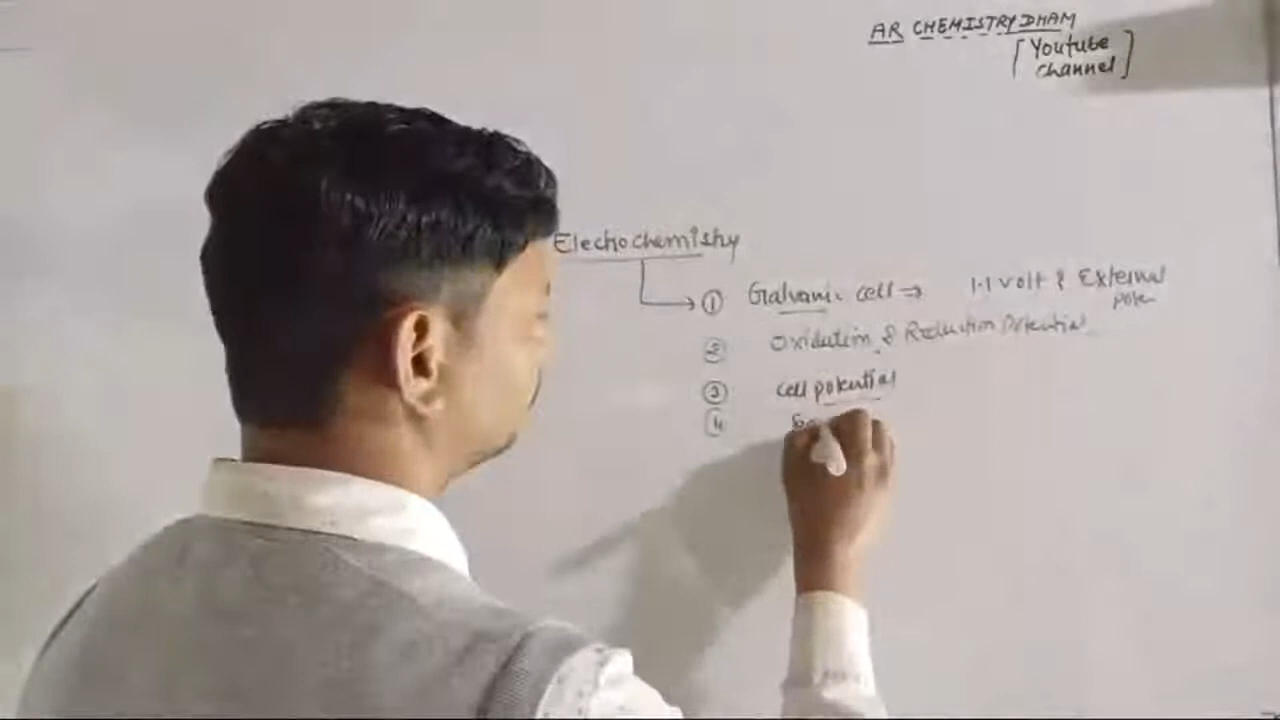 AR CHEMISTRY DHAM
[Youtube
channel]
Electrochemistry
① Galvanic cell → 1.1 volt & External
② Oxidation & Reduction Potential
③ cell potential
④